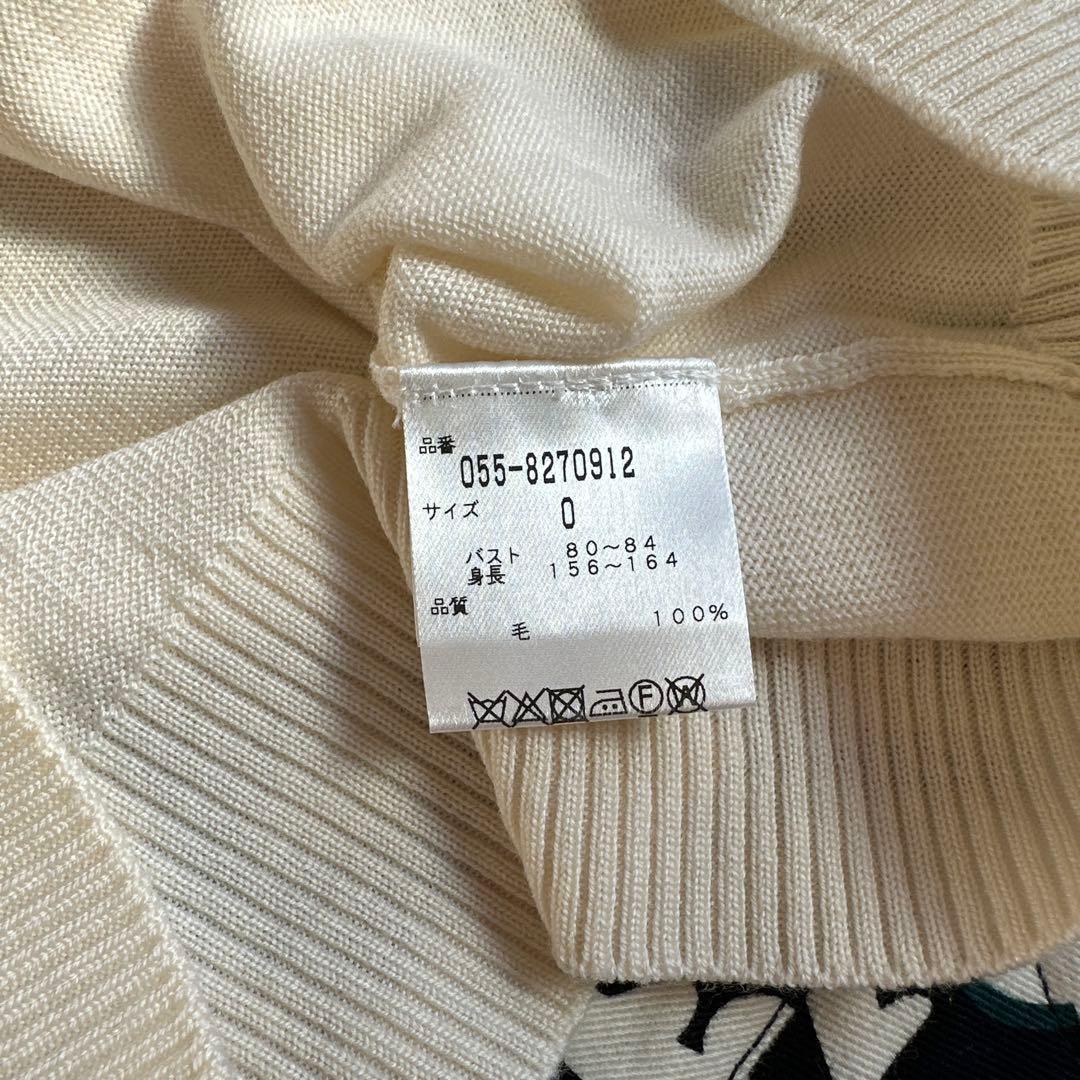 品番
055-8270912
サイズ 0
バスト 80～84
身長 156～164
品質
毛 100%
F W